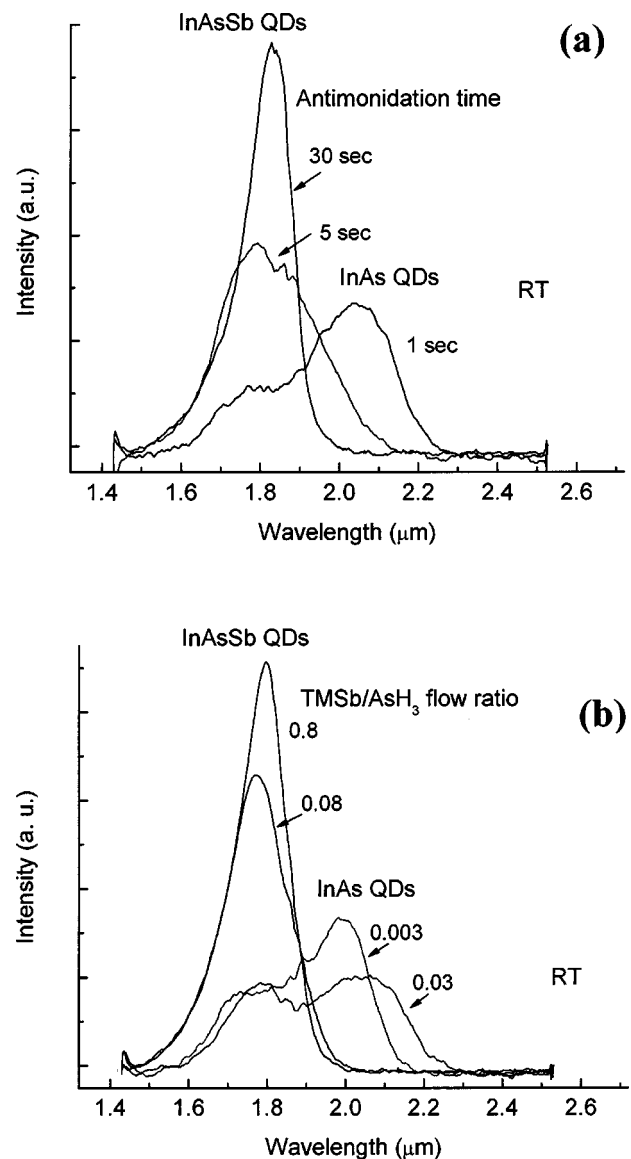 InAsSb QDs
(a)
Antimonidation time
30 sec
5 sec
InAs QDs
RT
1 sec
Intensity (a.u.)
1.4 1.6 1.8 2.0 2.2 2.4 2.6
Wavelength (μm)
InAsSb QDs
TMSb/AsH₃ flow ratio
(b)
0.8
0.08
InAs QDs
0.003
0.03
RT
Intensity (a. u.)
1.4 1.6 1.8 2.0 2.2 2.4 2.6
Wavelength (μm)